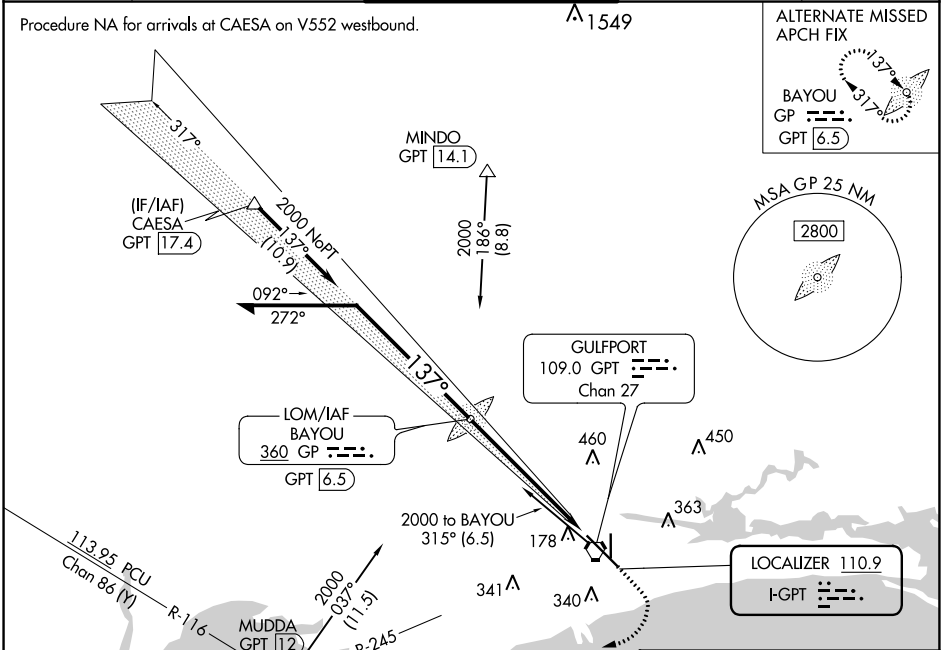 Procedure NA for arrivals at CAESA on V552 westbound.
1549
ALTERNATE MISSED
APCH FIX
137°
317°
BAYOU
GP
GPT 6.5
MINDO
GPT 14.1
2000
186°
(8.8)
MSA GP 25 NM
2800
317°
(IF/IAF)
CAESA
GPT 17.4
2000 NoPT
137°
(10.9)
092°
272°
137°
GULFPORT
109.0 GPT
Chan 27
LOM/IAF
BAYOU
360 GP
GPT 6.5
460
450
363
2000 to BAYOU
315° (6.5)
178
LOCALIZER 110.9
I-GPT
341
340
113.95 PCU
Chan 86 (Y)
R-116
2000
037°
(11.5)
MUDDA
GPT 12
R-245